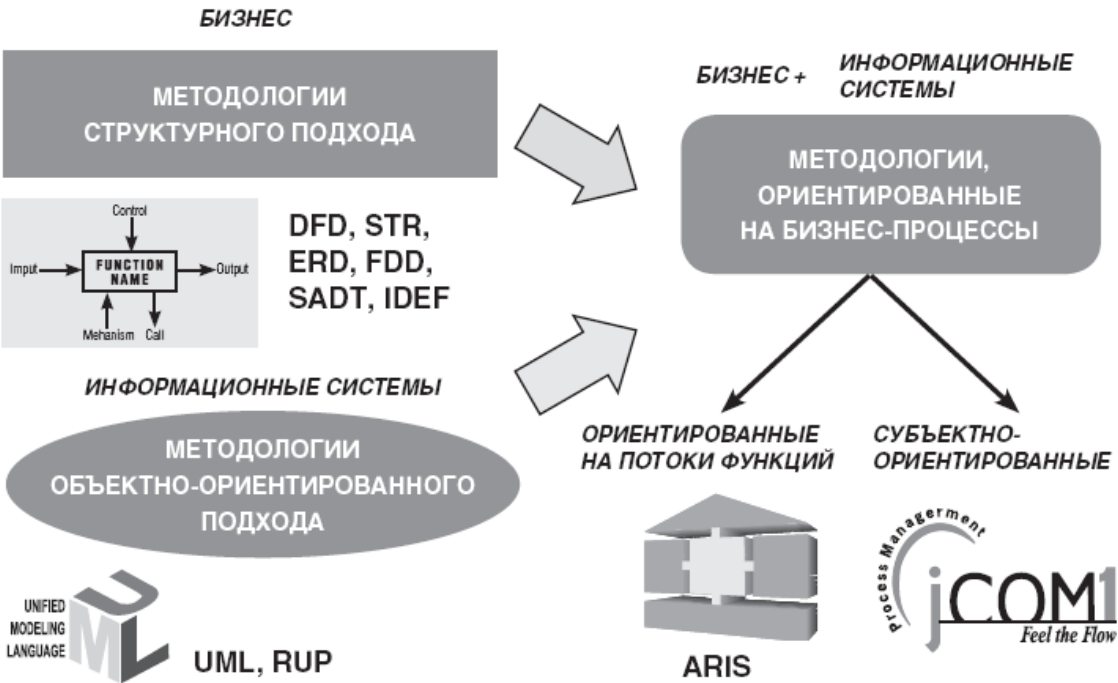 БИЗНЕС
МЕТОДОЛОГИИ
СТРУКТУРНОГО ПОДХОДА
Control
Imput
FUNCTION
NAME
Output
Mehanism
Call
DFD, STR,
ERD, FDD,
SADT, IDEF
ИНФОРМАЦИОННЫЕ СИСТЕМЫ
МЕТОДОЛОГИИ
ОБЪЕКТНО-ОРИЕНТИРОВАННОГО
ПОДХОДА
UNIFIED
MODELING
LANGUAGE
UML
UML, RUP
БИЗНЕС +
ИНФОРМАЦИОННЫЕ
СИСТЕМЫ
МЕТОДОЛОГИИ,
ОРИЕНТИРОВАННЫЕ
НА БИЗНЕС-ПРОЦЕССЫ
ОРИЕНТИРОВАННЫЕ
НА ПОТОКИ ФУНКЦИЙ
ARIS
СУБЪЕКТНО-
ОРИЕНТИРОВАННЫЕ
Process Managerment
jCOM1
Feel the Flow